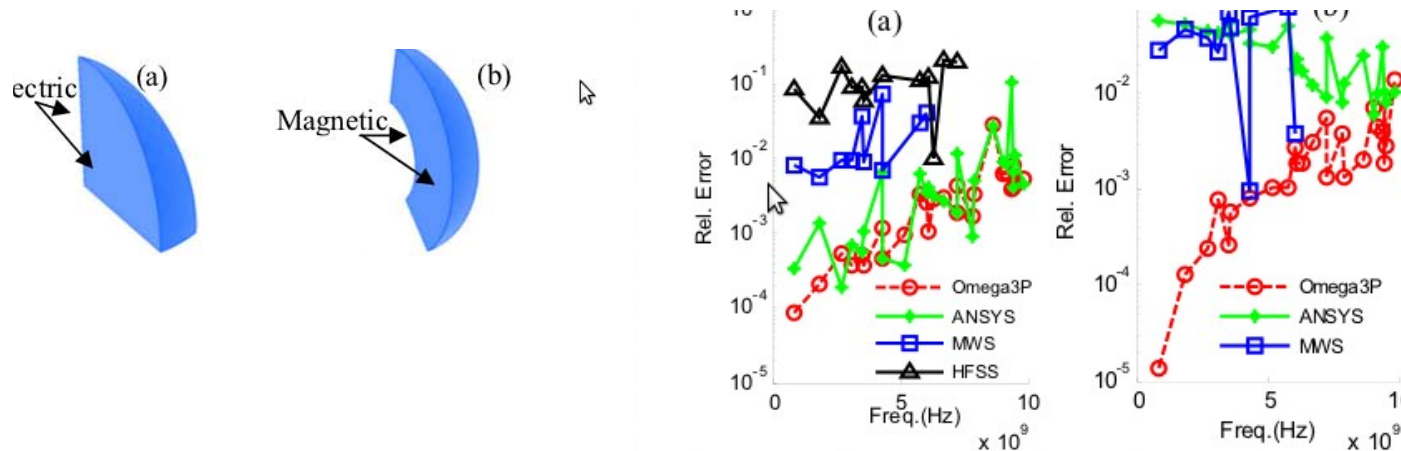 (a)
ectric
(b)
Magnetic
(a)
10⁻¹
10⁻²
10⁻³
10⁻⁴
10⁻⁵
Rel. Error
Omega3P
ANSYS
MWS
HFSS
0 5 10
Freq.(Hz)
x 10⁹
10⁻²
10⁻³
10⁻⁴
10⁻⁵
Rel. Error
Omega3P
ANSYS
MWS
0 5
Freq.(Hz)
x 10⁹